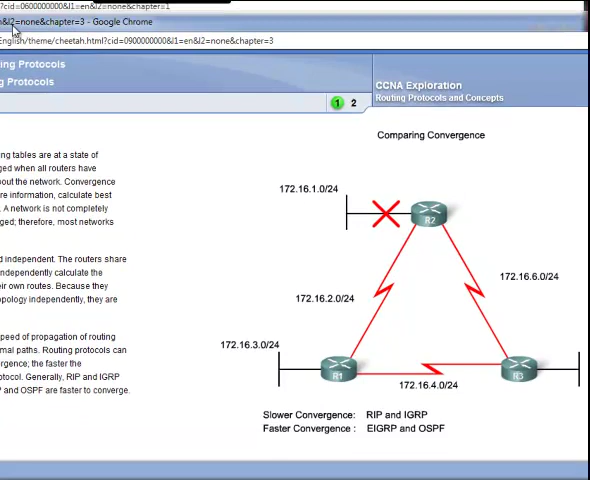 ?cid=0600000000&l1=en&l2=none&chapter=1
n&l2=none&chapter=3 - Google Chrome
English/theme/cheetah.html?cid=0900000000&l1=en&l2=none&chapter=3
ing Protocols
g Protocols
CCNA Exploration
Routing Protocols and Concepts
1 2
Comparing Convergence
ng tables are at a state of
ged when all routers have
out the network. Convergence
re information, calculate best
. A network is not completely
ged; therefore, most networks
d independent. The routers share
ndependently calculate the
eir own routes. Because they
opology independently, they are
peed of propagation of routing
mal paths. Routing protocols can
ergence; the faster the
otocol. Generally, RIP and IGRP
P and OSPF are faster to converge.
172.16.1.0/24
R2
172.16.2.0/24
172.16.6.0/24
172.16.3.0/24
R1
R3
172.16.4.0/24
Slower Convergence: RIP and IGRP
Faster Convergence : EIGRP and OSPF